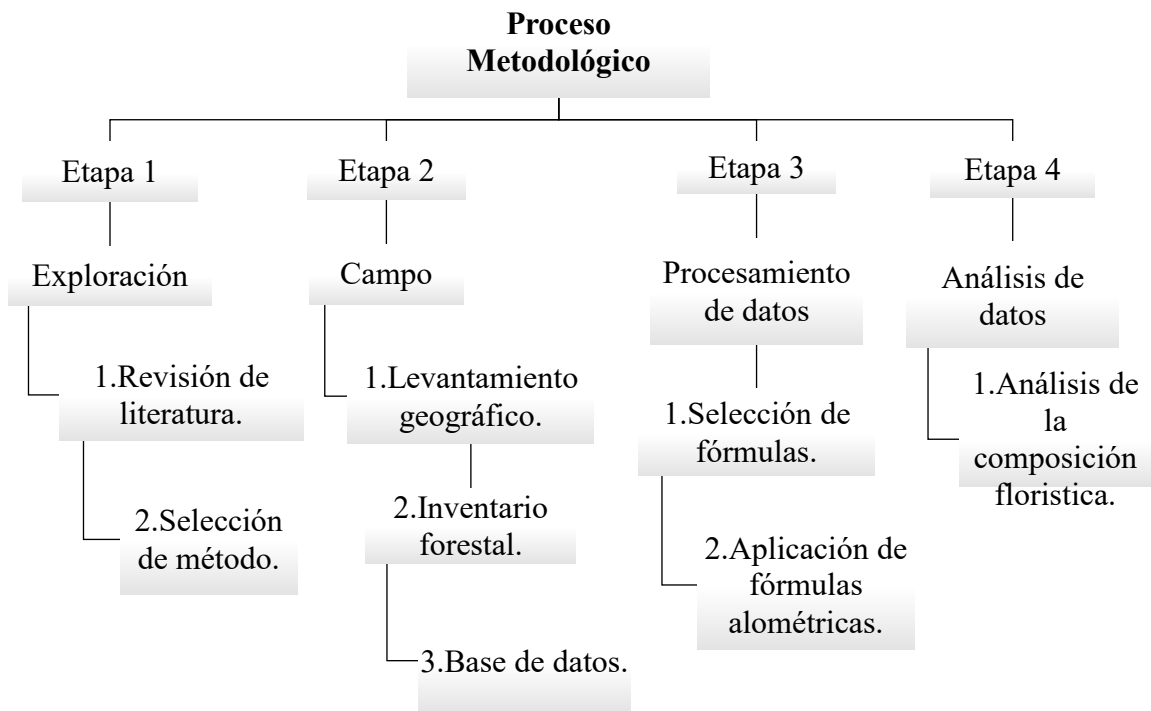 Proceso
Metodológico
Etapa 1
Exploración
1.Revisión de
literatura.
2.Selección
de método.
Etapa 2
Campo
1.Levantamiento
geográfico.
2.Inventario
forestal.
3.Base de datos.
Etapa 3
Procesamiento
de datos
1.Selección de
fórmulas.
2.Aplicación de
fórmulas
alométricas.
Etapa 4
Análisis de
datos
1.Análisis de
la
composición
floristica.